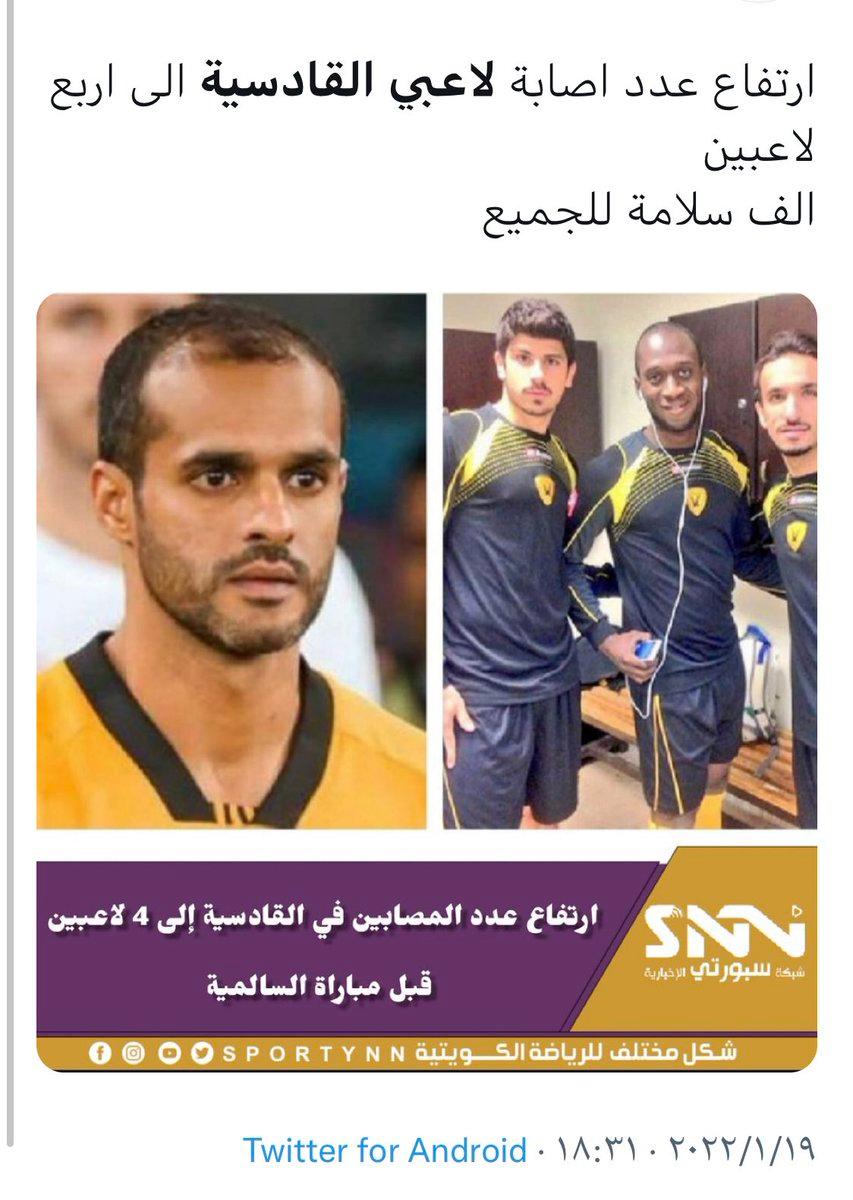 ارتفاع عدد اصابة لاعبي القادسية الى اربع
لاعبين
الف سلامة للجميع
ارتفاع عدد المصابين في القادسية إلى 4 لاعبين
قبل مباراة السالمية
SNN
شبكة سبورتي الإخبارية
شكل مختلف للرياضة الكويتية SPORTYNN
٢٠٢٢/١/١٩ · ١٨:٣١ · Twitter for Android